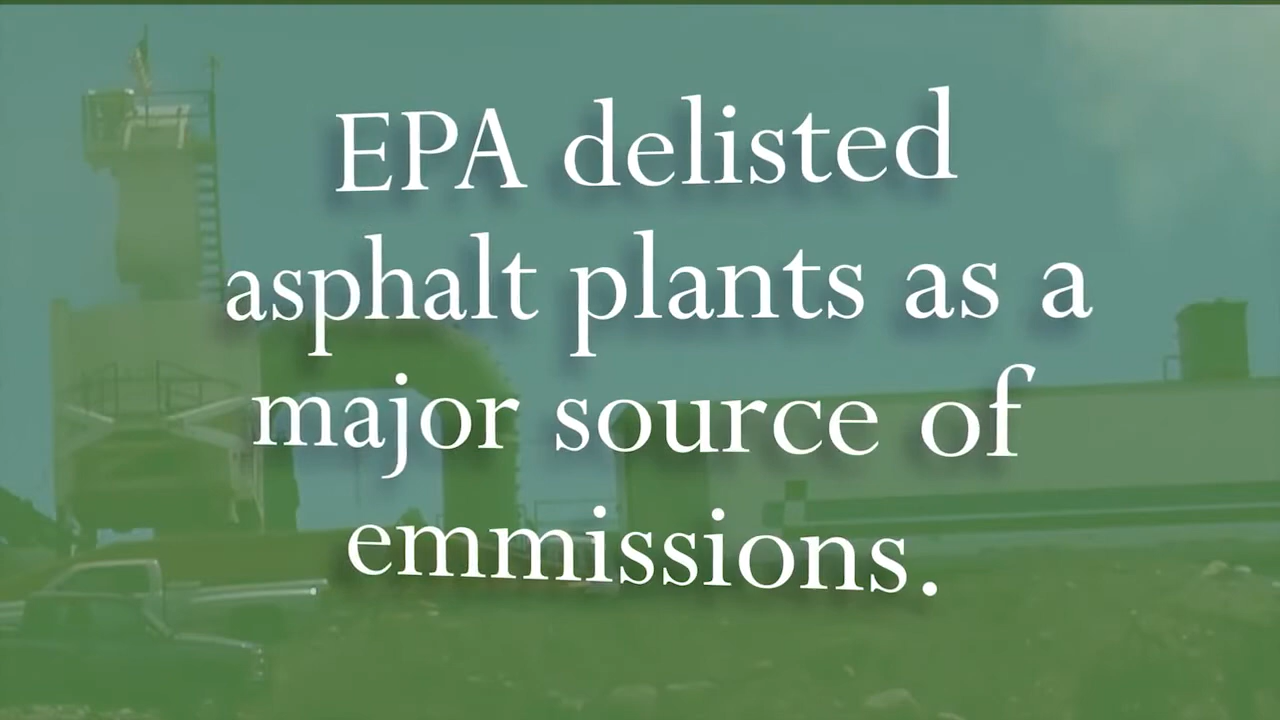 EPA delisted
asphalt plants as a
major source of
emmissions.